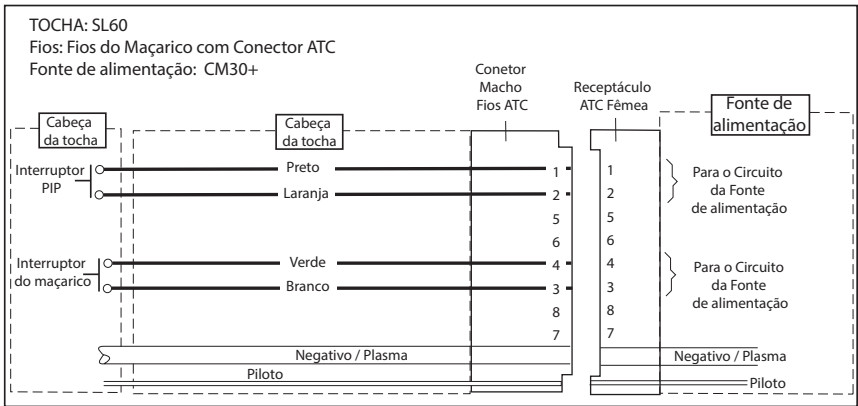 TOCHA: SL60
Fios: Fios do Maçarico com Conector ATC
Fonte de alimentação: CM30+
Conetor
Macho
Fios ATC
Receptáculo
ATC Fêmea
Fonte de
alimentação
Cabeça
da tocha
Cabeça
da tocha
Interruptor
PIP
Preto
Laranja
1
2
5
6
1
2
5
6
Para o Circuito
da Fonte
de alimentação
Interruptor
do maçarico
Verde
Branco
4
3
8
7
4
3
8
7
Para o Circuito
da Fonte
de alimentação
Negativo / Plasma
Negativo / Plasma
Piloto
Piloto